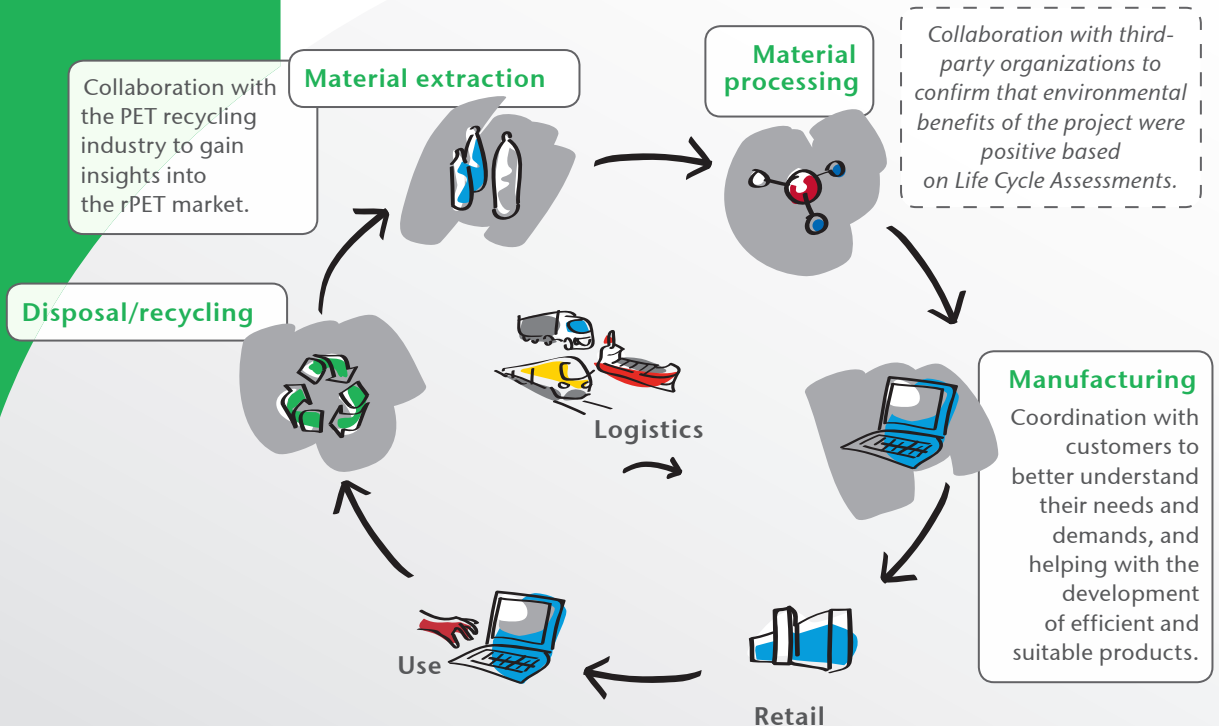 Material extraction
Collaboration with
the PET recycling
industry to gain
insights into
the rPET market.
Material
processing
Collaboration with third-
party organizations to
confirm that environmental
benefits of the project were
positive based
on Life Cycle Assessments.
Disposal/recycling
Logistics
Manufacturing
Coordination with
customers to
better understand
their needs and
demands, and
helping with the
development
of efficient and
suitable products.
Use
Retail